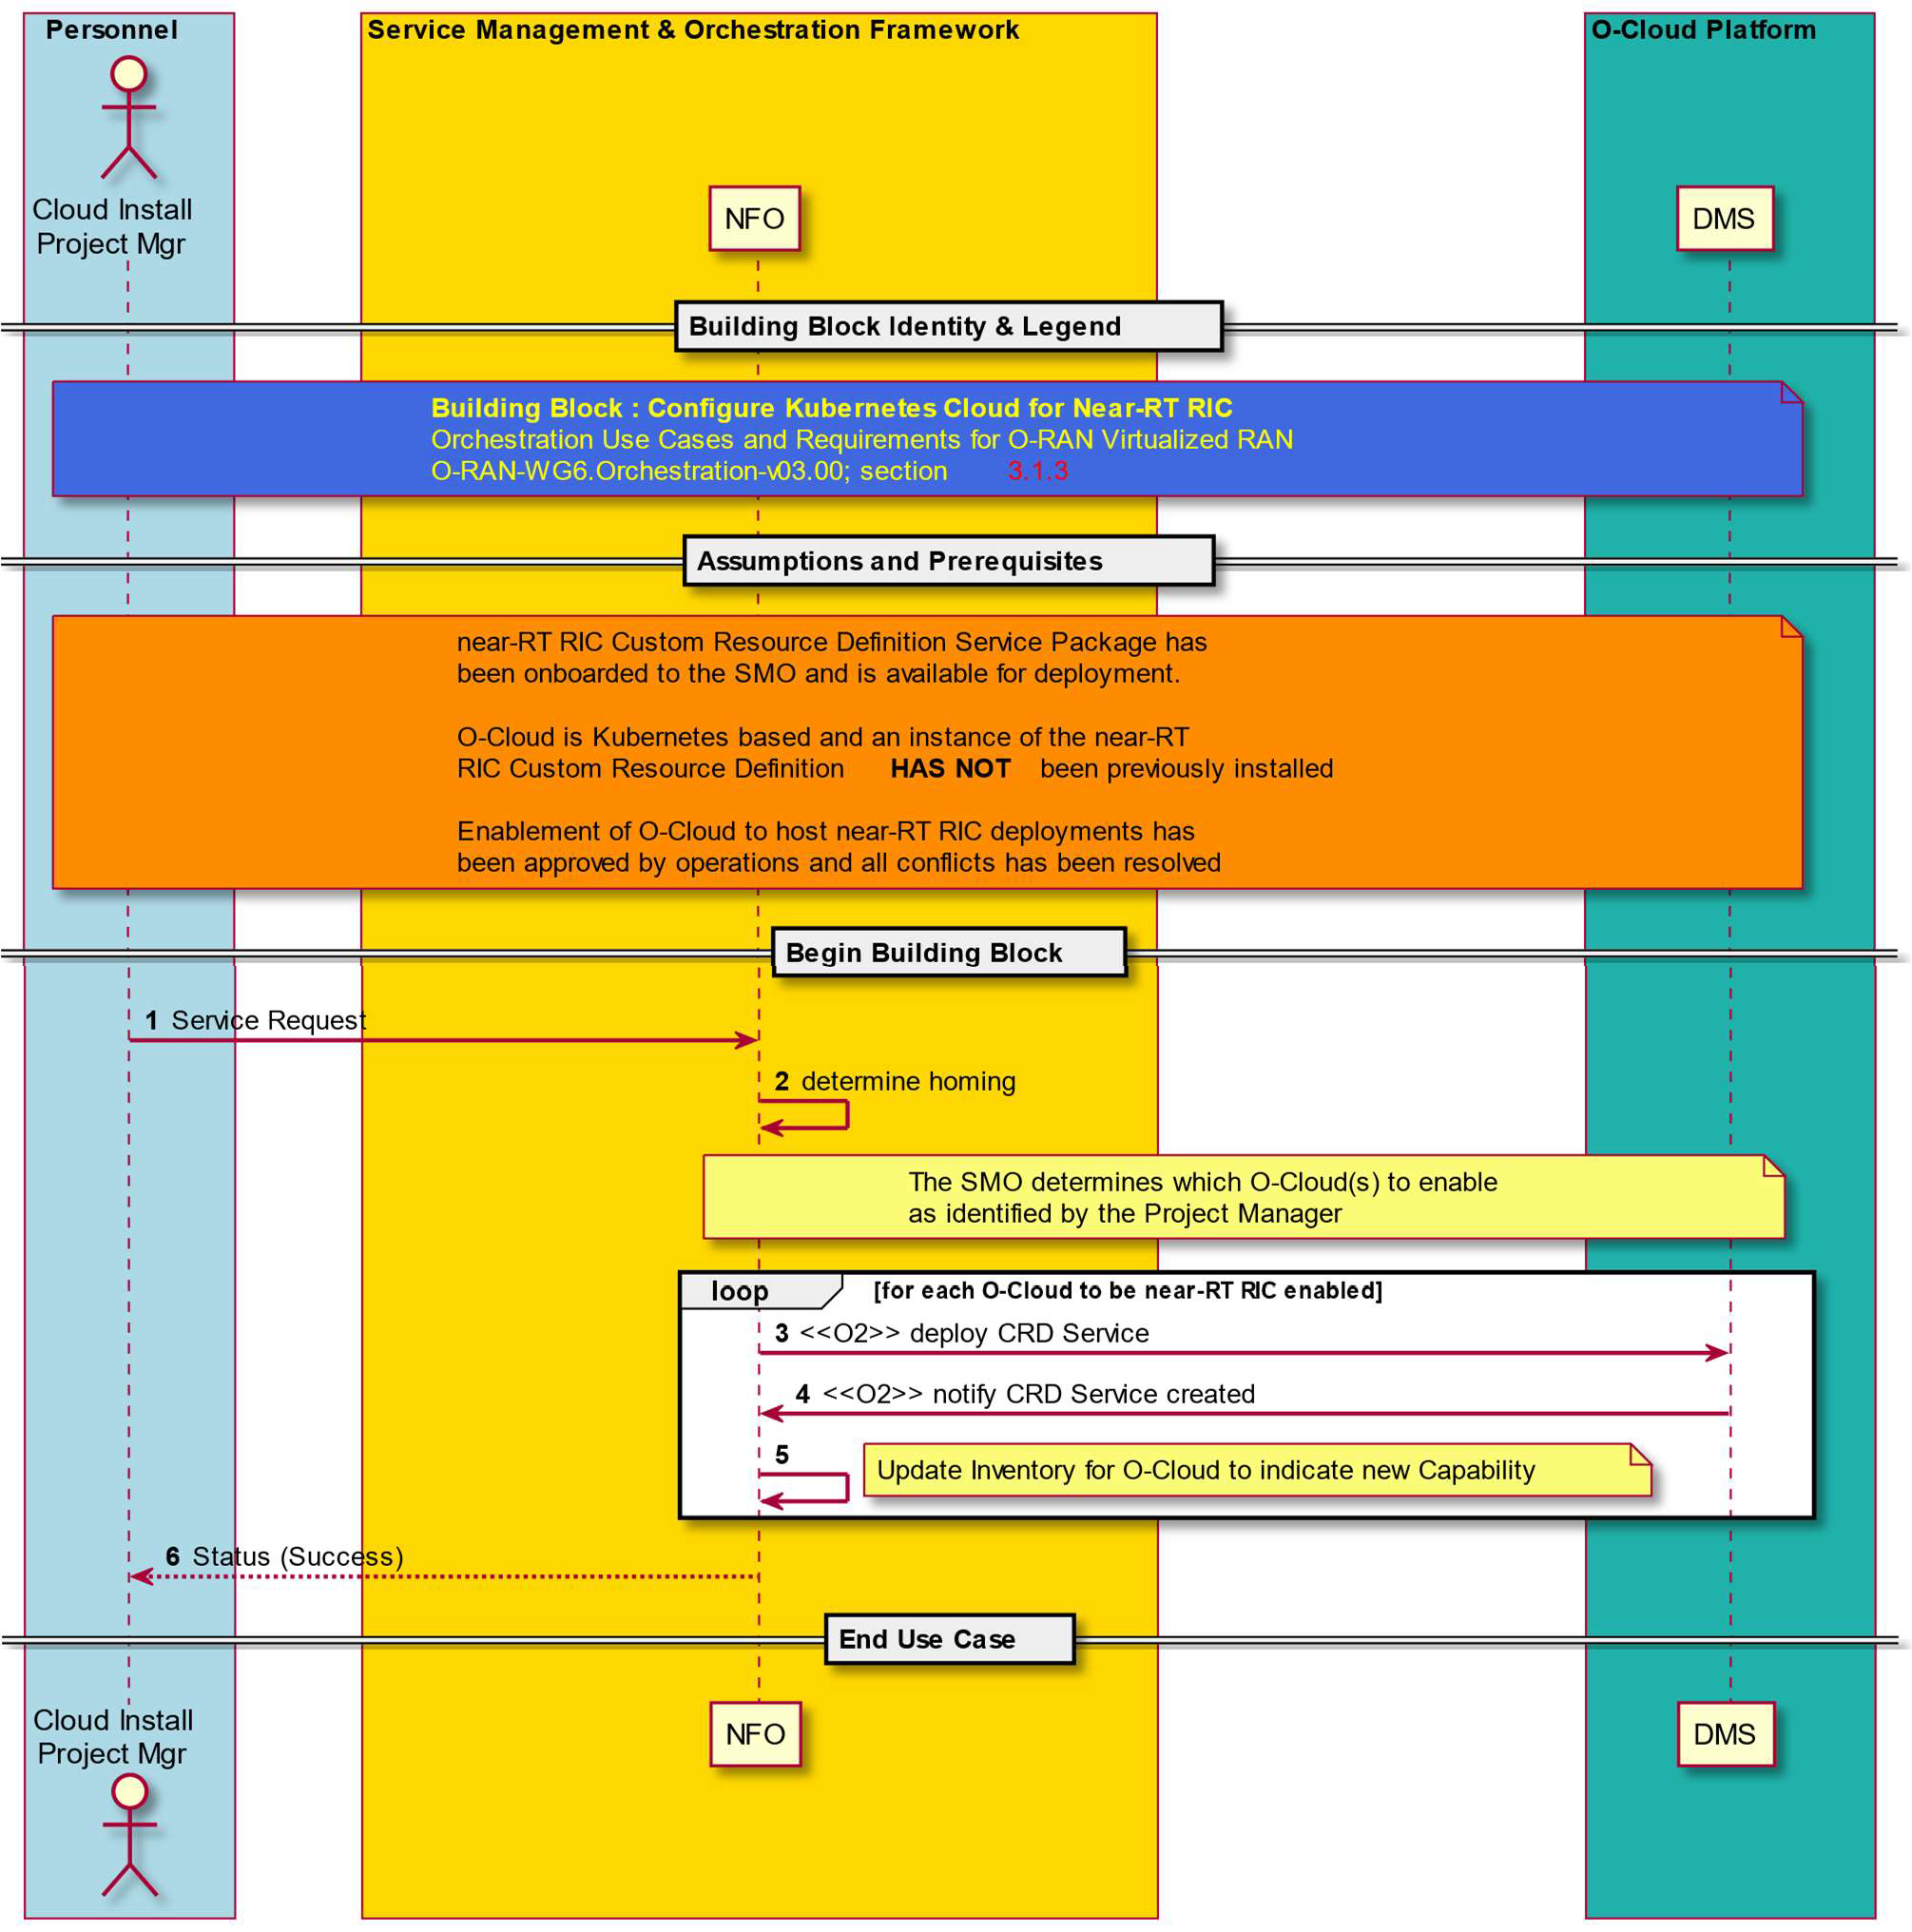 Personnel
Service Management & Orchestration Framework
O-Cloud Platform
Cloud Install
Project Mgr
NFO
DMS
Building Block Identity & Legend
Building Block : Configure Kubernetes Cloud for Near-RT RIC
Orchestration Use Cases and Requirements for O-RAN Virtualized RAN
O-RAN-WG6.Orchestration-v03.00; section 3.1.3
Assumptions and Prerequisites
near-RT RIC Custom Resource Definition Service Package has
been onboarded to the SMO and is available for deployment.
O-Cloud is Kubernetes based and an instance of the near-RT
RIC Custom Resource Definition HAS NOT been previously installed
Enablement of O-Cloud to host near-RT RIC deployments has
been approved by operations and all conflicts has been resolved
Begin Building Block
1 Service Request
2 determine homing
The SMO determines which O-Cloud(s) to enable
as identified by the Project Manager
loop [for each O-Cloud to be near-RT RIC enabled]
3 <<O2>> deploy CRD Service
4 <<O2>> notify CRD Service created
5 Update Inventory for O-Cloud to indicate new Capability
6 Status (Success)
End Use Case
Cloud Install
Project Mgr
NFO
DMS